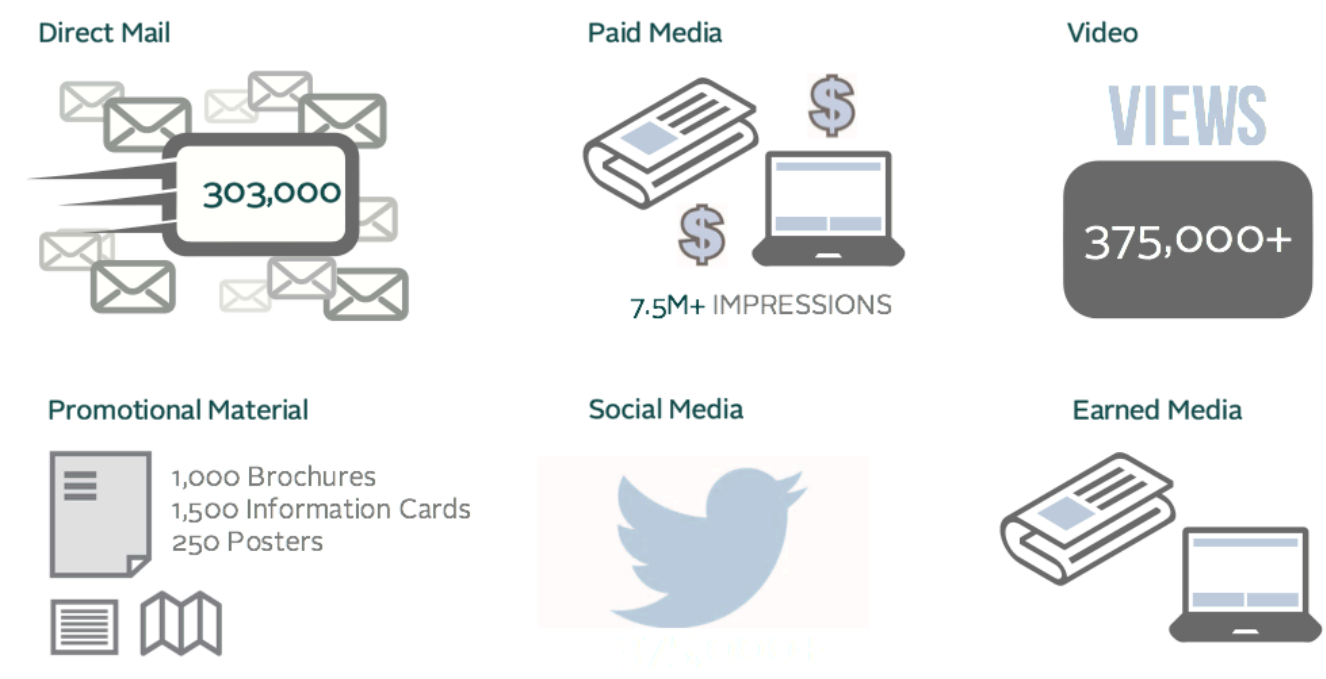 Direct Mail
303,000
Paid Media
$
$
7.5M+ IMPRESSIONS
Video
VIEWS
375,000+
Promotional Material
1,000 Brochures
1,500 Information Cards
250 Posters
Social Media
Earned Media